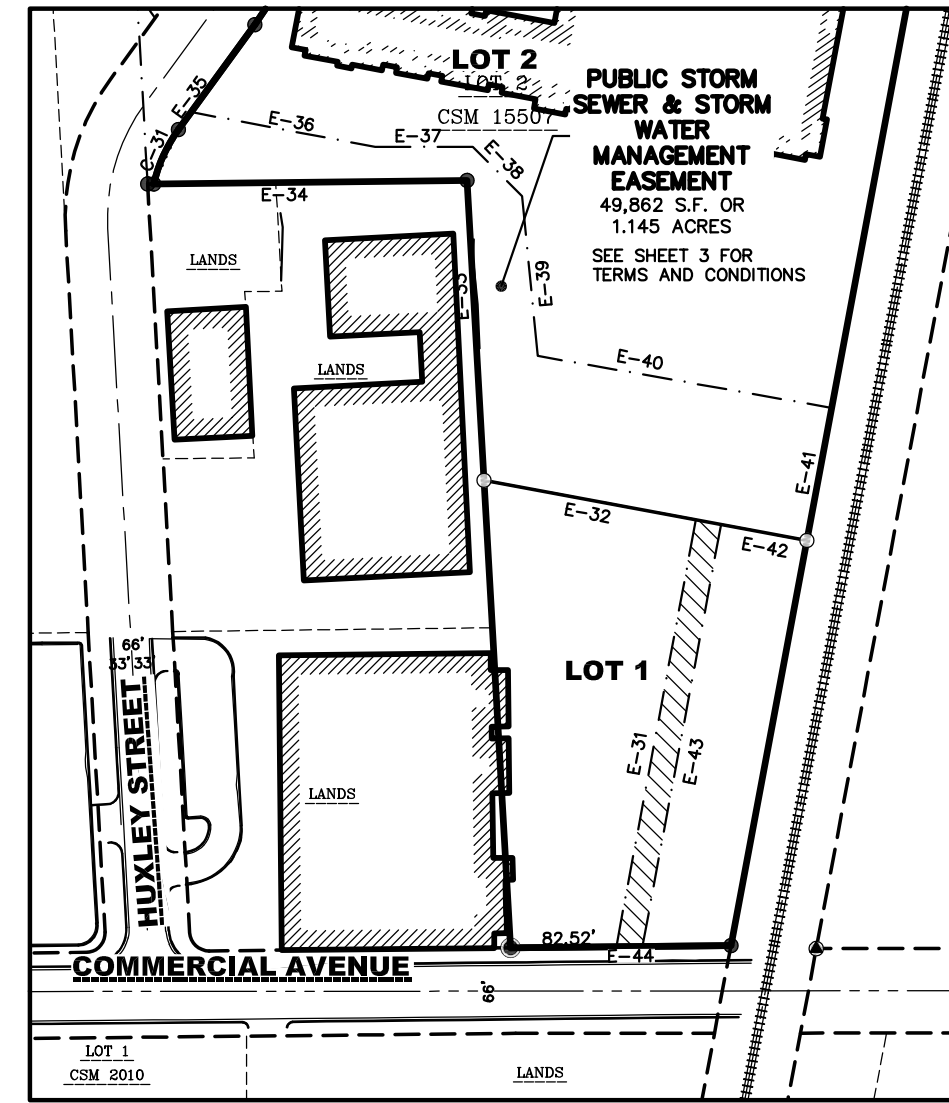 LOT 2
LOT 2
CSM 15507
PUBLIC STORM
SEWER & STORM
WATER
MANAGEMENT
EASEMENT
49,862 S.F. OR
1.145 ACRES
SEE SHEET 3 FOR
TERMS AND CONDITIONS
E-35
C-31
E-36
E-37
E-38
E-34
LANDS
E-33
E-39
LANDS
E-40
E-41
E-32
E-42
66'
33' 33'
LOT 1
HUXLEY STREET
E-31
E-43
LANDS
82.52'
E-44
COMMERCIAL AVENUE
66'
LOT 1
CSM 2010
LANDS